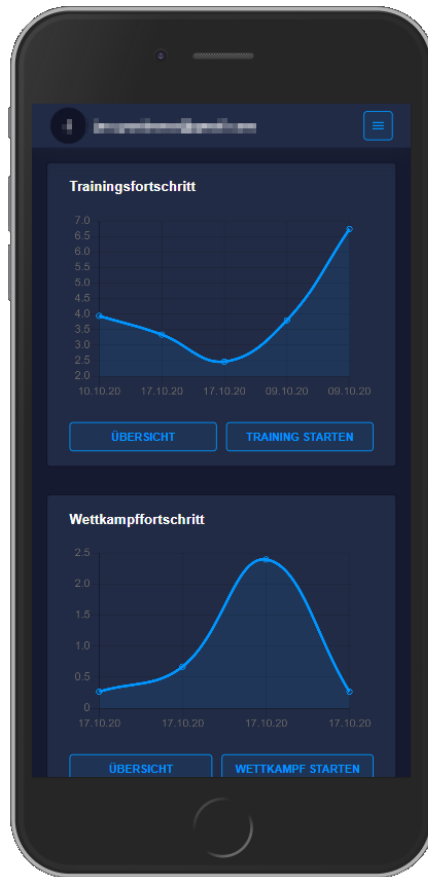 Trainingsfortschritt
7.0
6.5
6.0
5.5
5.0
4.5
4.0
3.5
3.0
2.5
2.0
10.10.20 17.10.20 17.10.20 09.10.20 09.10.20
ÜBERSICHT TRAINING STARTEN
Wettkampffortschritt
2.5
2.0
1.5
1.0
0.5
0
17.10.20 17.10.20 17.10.20 17.10.20
ÜBERSICHT WETTKAMPF STARTEN